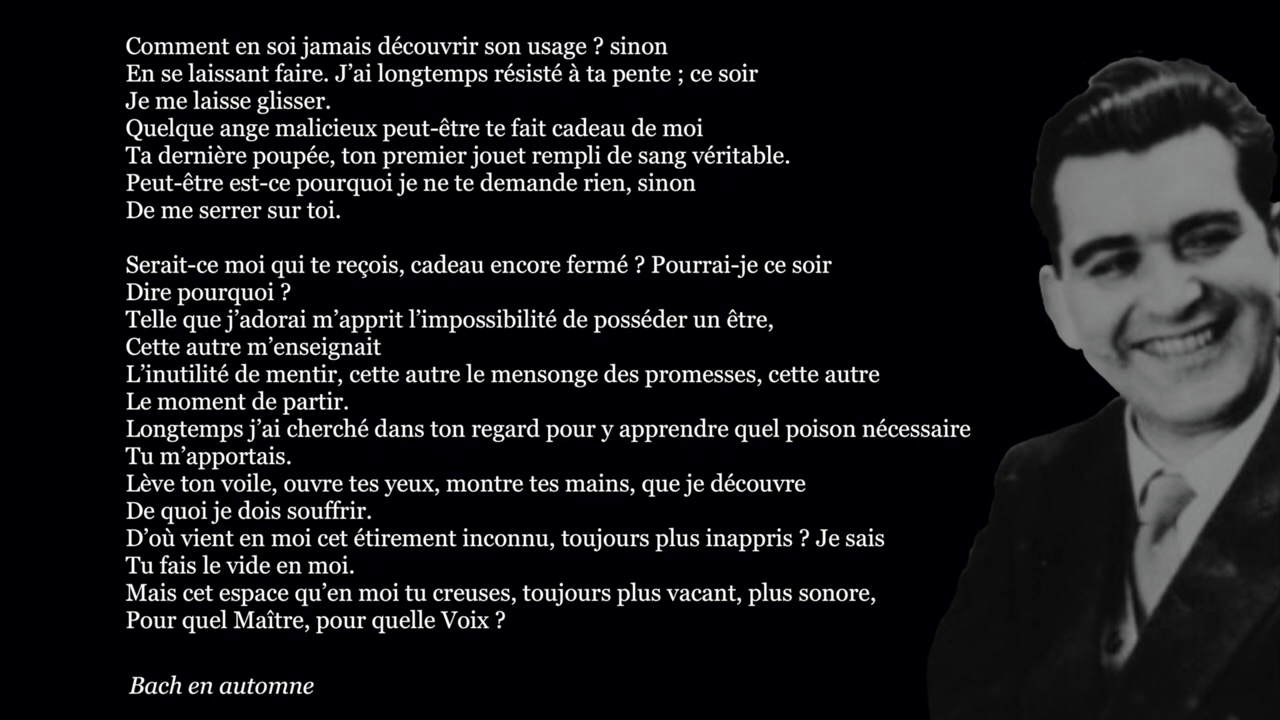 Comment en soi jamais découvrir son usage ? sinon
En se laissant faire. J’ai longtemps résisté à ta pente ; ce soir
Je me laisse glisser.
Quelque ange malicieux peut-être te fait cadeau de moi
Ta dernière poupée, ton premier jouet rempli de sang véritable.
Peut-être est-ce pourquoi je ne te demande rien, sinon
De me serrer sur toi.
Serait-ce moi qui te reçois, cadeau encore fermé ? Pourrai-je ce soir
Dire pourquoi ?
Telle que j’adorai m’apprit l’impossibilité de posséder un être,
Cette autre m’enseignait
L’inutilité de mentir, cette autre le mensonge des promesses, cette autre
Le moment de partir.
Longtemps j’ai cherché dans ton regard pour y apprendre quel poison nécessaire
Tu m’apportais.
Lève ton voile, ouvre tes yeux, montre tes mains, que je découvre
De quoi je dois souffrir.
D’où vient en moi cet étirement inconnu, toujours plus inappris ? Je sais
Tu fais le vide en moi.
Mais cet espace qu’en moi tu creuses, toujours plus vacant, plus sonore,
Pour quel Maître, pour quelle Voix ?
Bach en automne